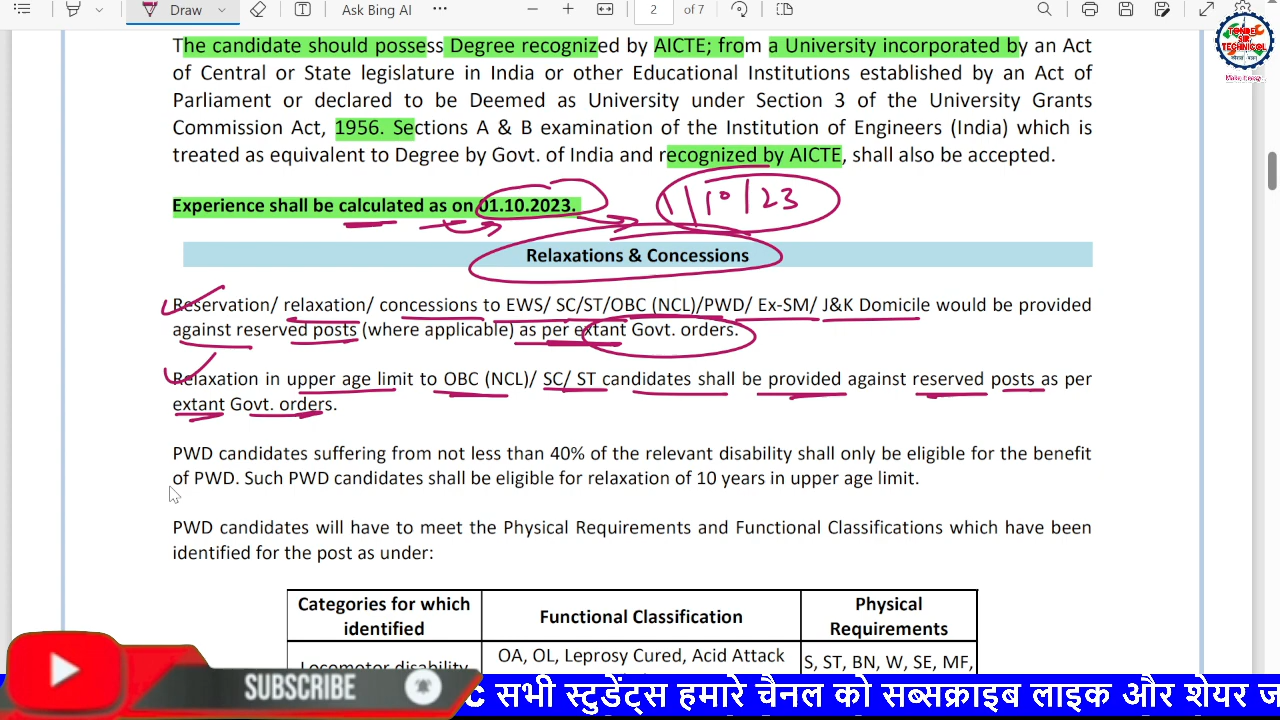 Draw
Ask Bing AI
2
of 7
TONDE
SIR
TECHNICOL
The candidate should possess Degree recognized by AICTE; from a University incorporated by an Act
of Central or State legislature in India or other Educational Institutions established by an Act of
Parliament or declared to be Deemed as University under Section 3 of the University Grants
Commission Act, 1956. Sections A & B examination of the Institution of Engineers (India) which is
treated as equivalent to Degree by Govt. of India and recognized by AICTE, shall also be accepted.
1/10/23
Experience shall be calculated as on 01.10.2023.
Relaxations & Concessions
Reservation/ relaxation/ concessions to EWS/ SC/ST/OBC (NCL)/PWD/ Ex-SM/ J&K Domicile would be provided
against reserved posts (where applicable) as per extant Govt. orders.
Relaxation in upper age limit to OBC (NCL)/ SC/ ST candidates shall be provided against reserved posts as per
extant Govt. orders.
PWD candidates suffering from not less than 40% of the relevant disability shall only be eligible for the benefit
of PWD. Such PWD candidates shall be eligible for relaxation of 10 years in upper age limit.
PWD candidates will have to meet the Physical Requirements and Functional Classifications which have been
identified for the post as under:
Categories for which
identified
Functional Classification
Physical
Requirements
Locomotor disability
OA, OL, Leprosy Cured, Acid Attack
S, ST, BN, W, SE, MF,
SUBSCRIBE
C सभी स्टुडेंट्स हमारे चैनल को सब्सक्राइब लाइक और शेयर ज